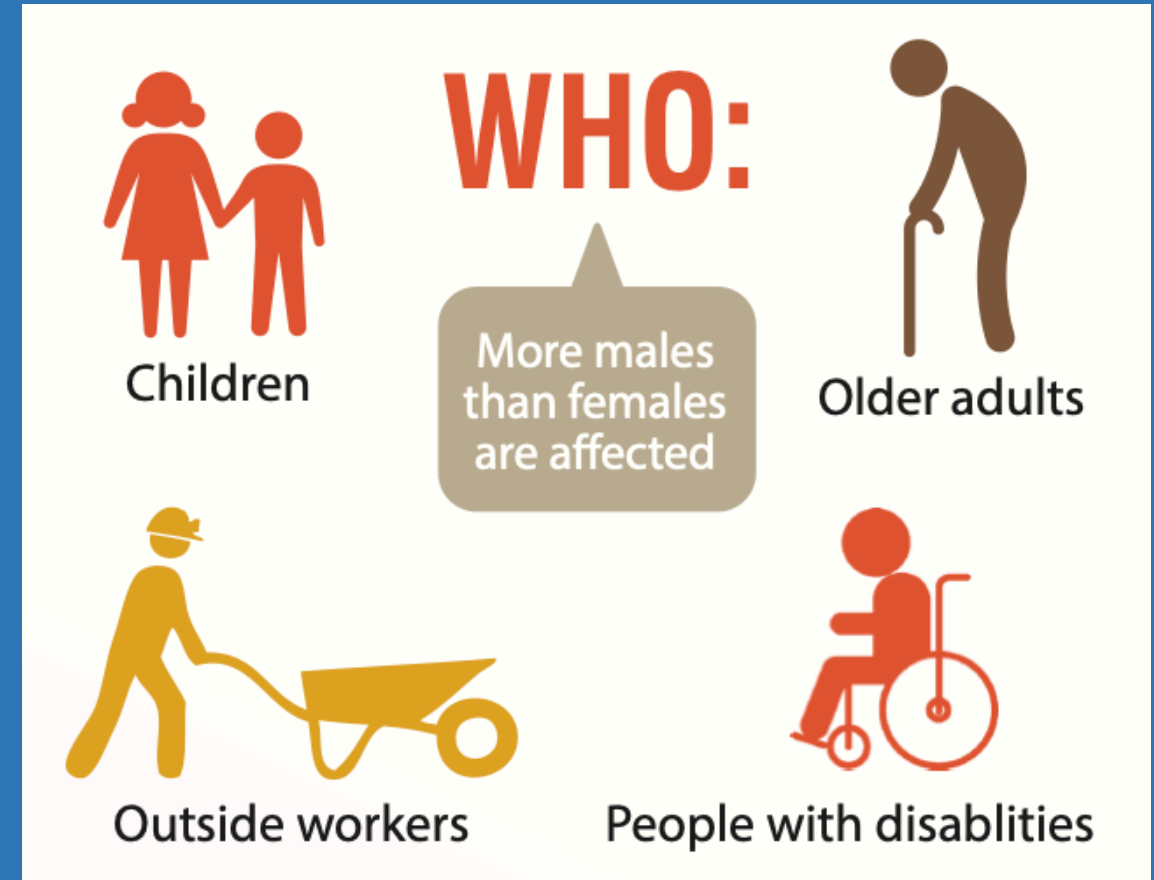 WHO:
More males
than females
are affected
Children
Older adults
Outside workers
People with disablities